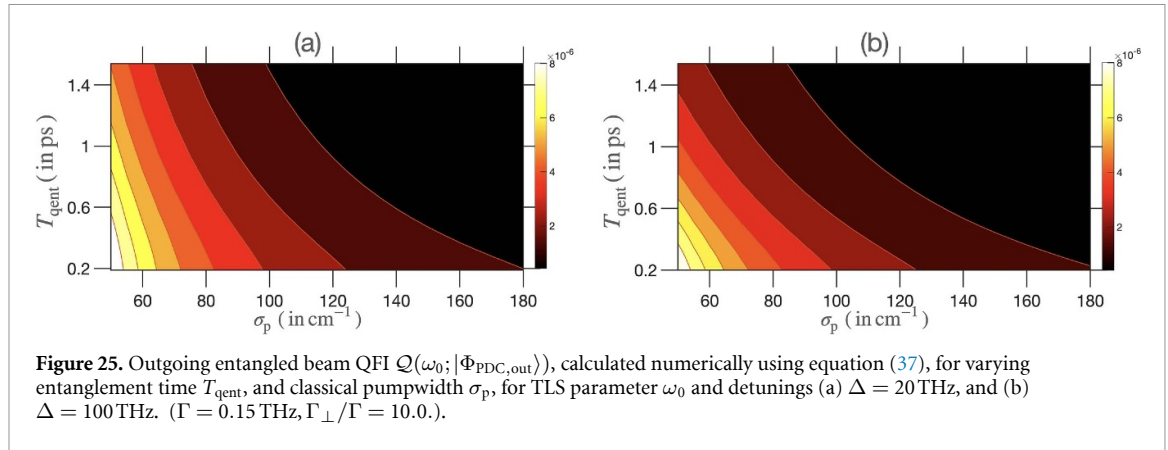 (a)
(b)
×10⁻⁶
×10⁻⁶
8
8
1.4
1.4
6
6
T_qent ( in ps )
1
T_qent ( in ps )
1
4
4
0.6
0.6
2
2
0.2
0.2
60 80 100 120 140 160 180
60 80 100 120 140 160 180
σ_p ( in cm⁻¹ )
σ_p ( in cm⁻¹ )
Figure 25. Outgoing entangled beam QFI 𝒬(ω₀; |Φ_PDC,out⟩), calculated numerically using equation (37), for varying
entanglement time T_qent, and classical pumpwidth σ_p, for TLS parameter ω₀ and detunings (a) Δ = 20 THz, and (b)
Δ = 100 THz. (Γ = 0.15 THz, Γ_⊥/Γ = 10.0.).